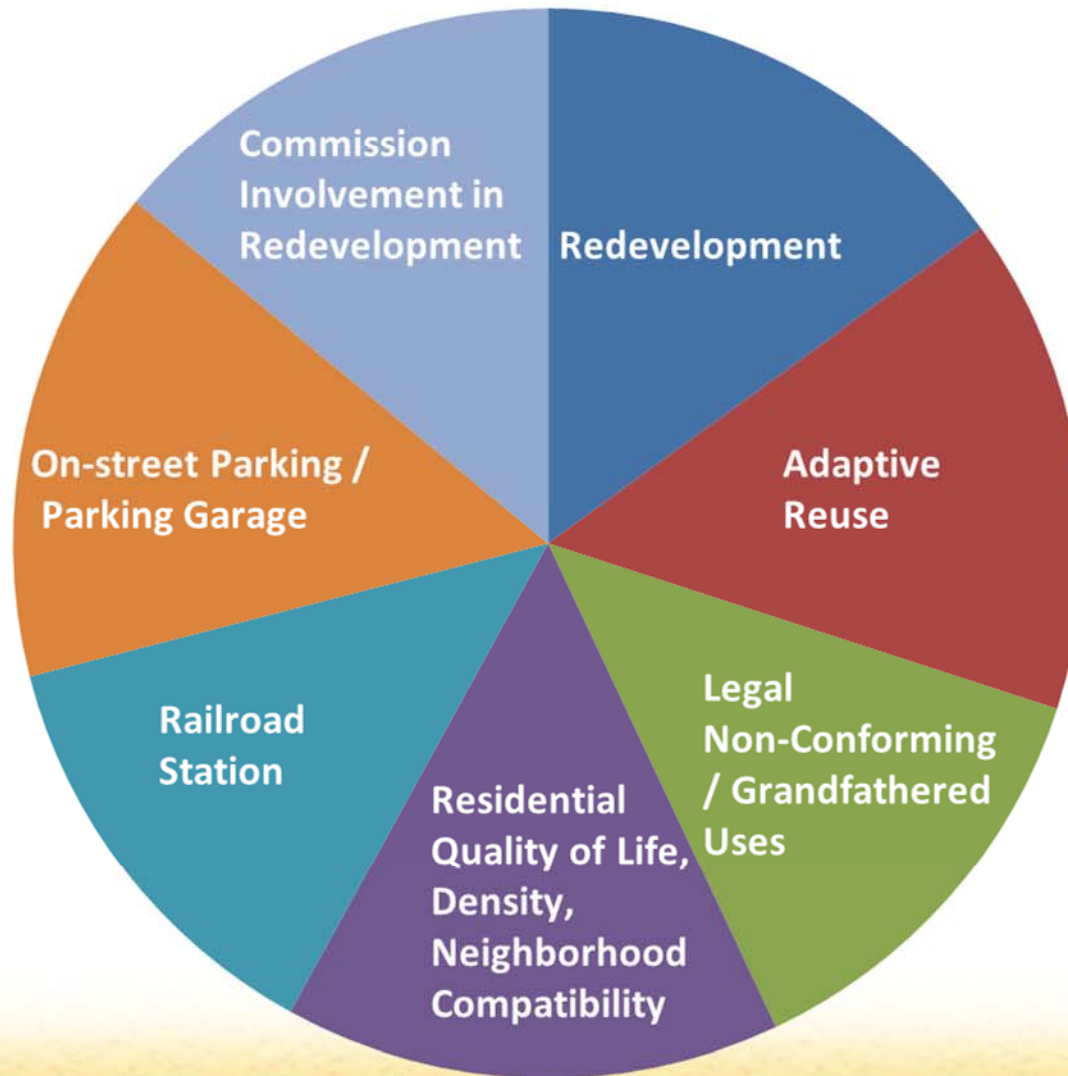 Commission
Involvement in
Redevelopment
Redevelopment
Adaptive
Reuse
Legal
Non-Conforming
/ Grandfathered
Uses
Residential
Quality of Life,
Density,
Neighborhood
Compatibility
Railroad
Station
On-street Parking /
Parking Garage